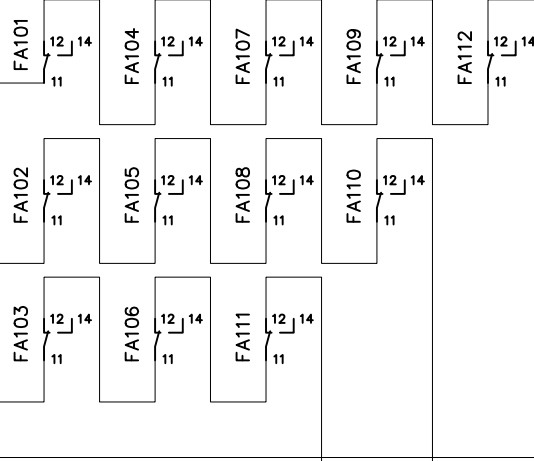 FA101 12 14 11
FA104 12 14 11
FA107 12 14 11
FA109 12 14 11
FA112 12 14 11
FA102 12 14 11
FA105 12 14 11
FA108 12 14 11
FA110 12 14 11
FA103 12 14 11
FA106 12 14 11
FA111 12 14 11